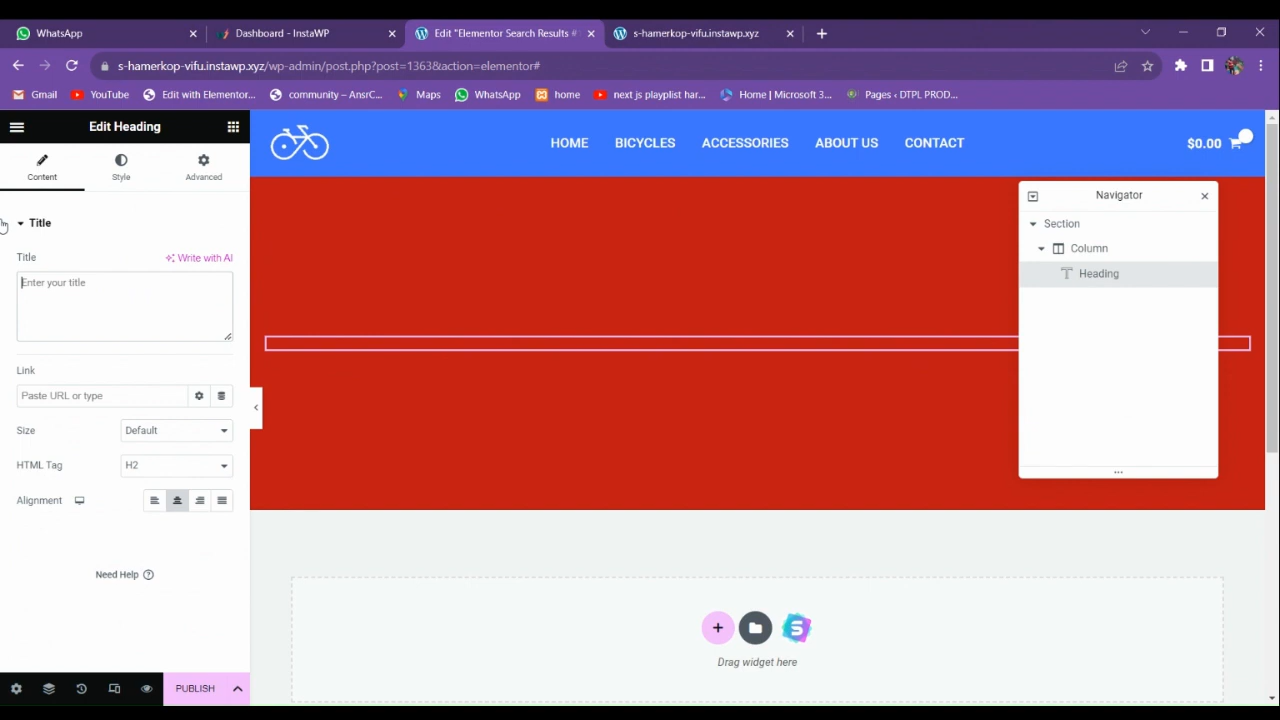 WhatsApp
Dashboard - InstaWP
Edit "Elementor Search Results #
s-hamerkop-vifu.instawp.xyz
s-hamerkop-vifu.instawp.xyz/wp-admin/post.php?post=1363&action=elementor#
Gmail
YouTube
Edit with Elementor...
community – AnsrC...
Maps
WhatsApp
home
next js playplist har...
Home | Microsoft 3...
Pages ‹ DTPL PROD...
Edit Heading
Content
Style
Advanced
Title
Title
Write with AI
Enter your title
Link
Paste URL or type
Size
Default
HTML Tag
H2
Alignment
Need Help
PUBLISH
HOME
BICYCLES
ACCESSORIES
ABOUT US
CONTACT
$0.00
Navigator
Section
Column
Heading
Drag widget here